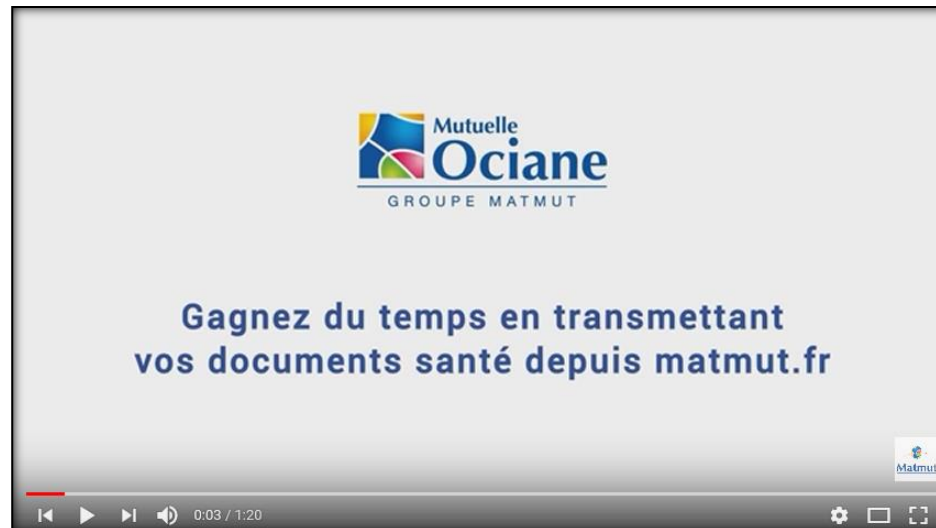 Mutuelle
Ociane
GROUPE MATMUT
Gagnez du temps en transmettant
vos documents santé depuis matmut.fr
Matmut
0:03 / 1:20